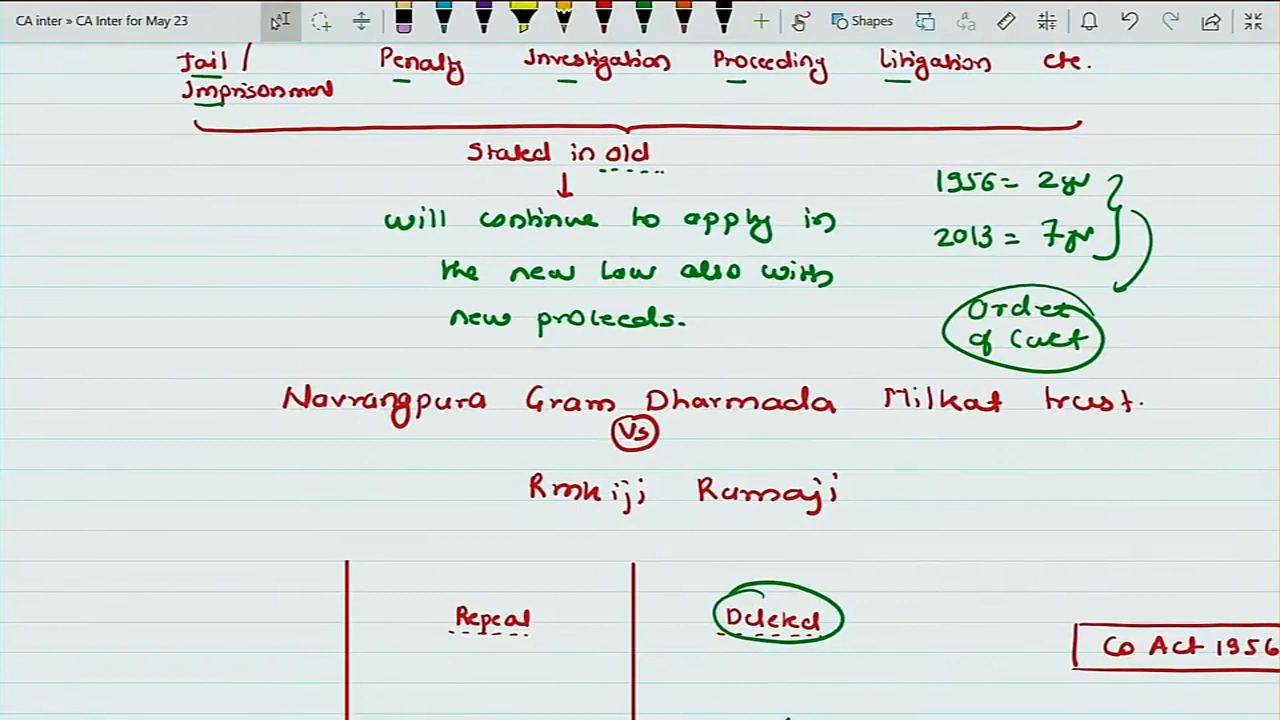 CA inter » CA Inter for May 23
Shapes
Jail / Penalty Investigation Proceeding Litigation etc.
Imprisonment
Stated in old
1956 = 2yr
will continue to apply in
2013 = 7yr
the new law also with
new proceeds.
Order
of Court
Navrangpura Gram Dharmada Milkat trust.
Vs
Rmkiji Ramaji
Repeal Deleted
Co Act 1956